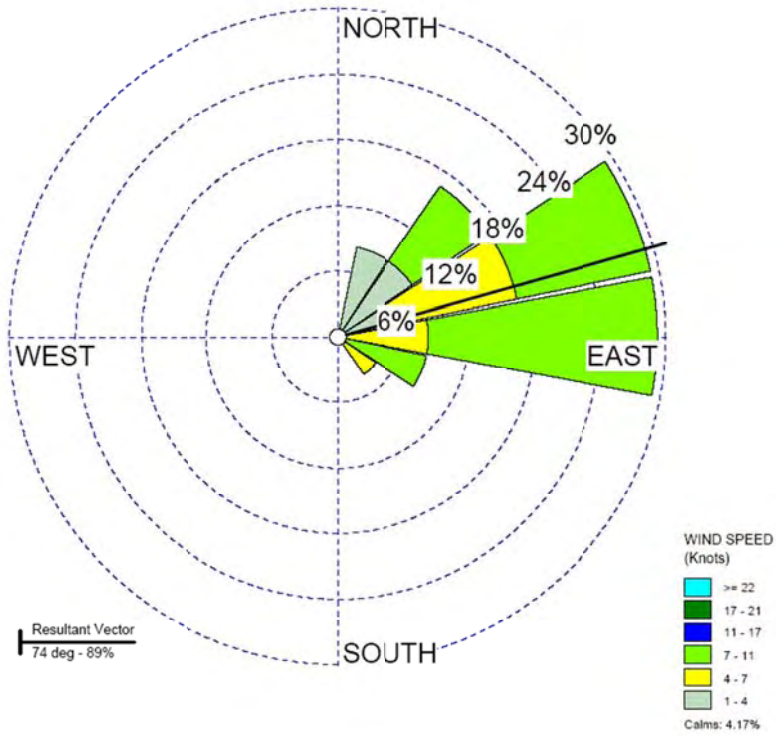 NORTH
30%
24%
18%
12%
6%
WEST
EAST
WIND SPEED
(Knots)
>= 22
17 - 21
11 - 17
7 - 11
4 - 7
1 - 4
Calms: 4.17%
Resultant Vector
74 deg - 89%
SOUTH